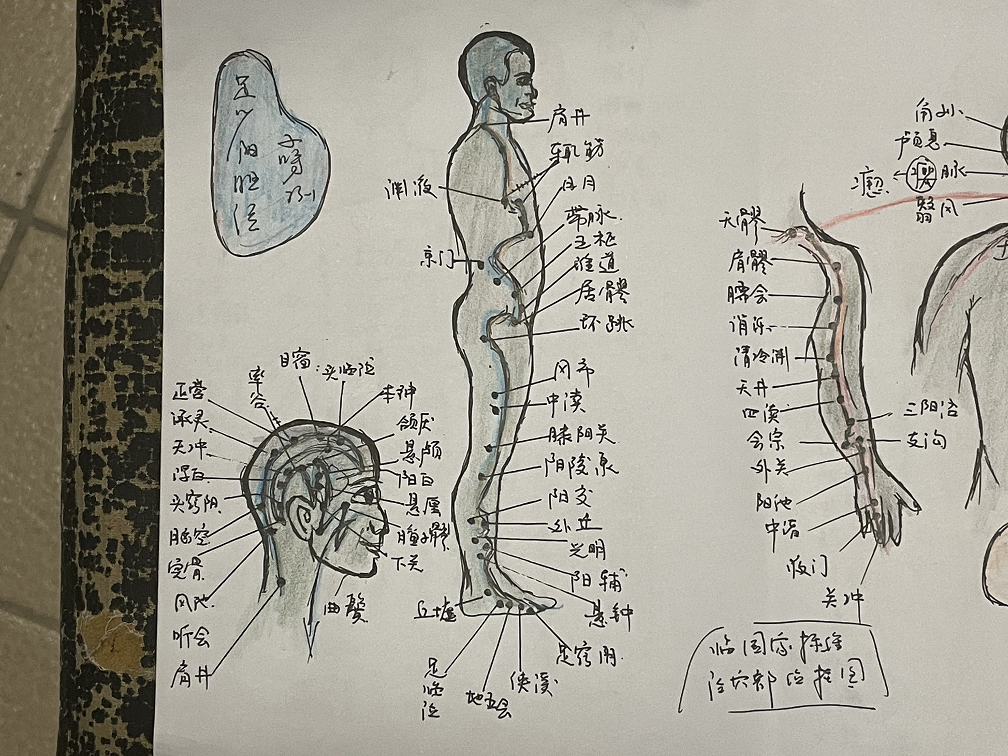 足少阳胆经
子时
肩井
辄筋
日月
渊液
带脉
五枢
京门
维道
居髎
环跳
风市
中渎
膝阳关
阳陵泉
阳交
外丘
光明
阳辅
悬钟
丘墟
足窍阴
侠溪
地五会
足临泣
目窗
头临泣
率谷
正营
本神
承灵
颔厌
天冲
悬颅
浮白
阳白
头窍阴
悬厘
脑空
瞳子髎
完骨
下关
风池
曲鬓
听会
肩井
角孙
颅息
瘛脉
翳风
天髎
肩髎
臑会
消泺
清冷渊
天井
四渎
三阳络
会宗
支沟
外关
阳池
中渚
液门
关冲
临国家标准
经穴部位挂图